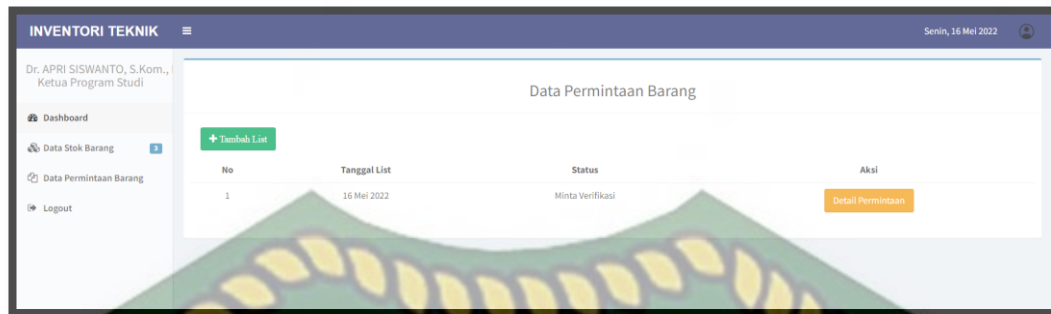 INVENTORI TEKNIK
Senin, 16 Mei 2022
Dr. APRI SISWANTO, S.Kom.,
Ketua Program Studi
Dashboard
Data Stok Barang 3
Data Permintaan Barang
Logout
Data Permintaan Barang
+ Tambah List
No Tanggal List Status Aksi
1 16 Mei 2022 Minta Verifikasi Detail Permintaan